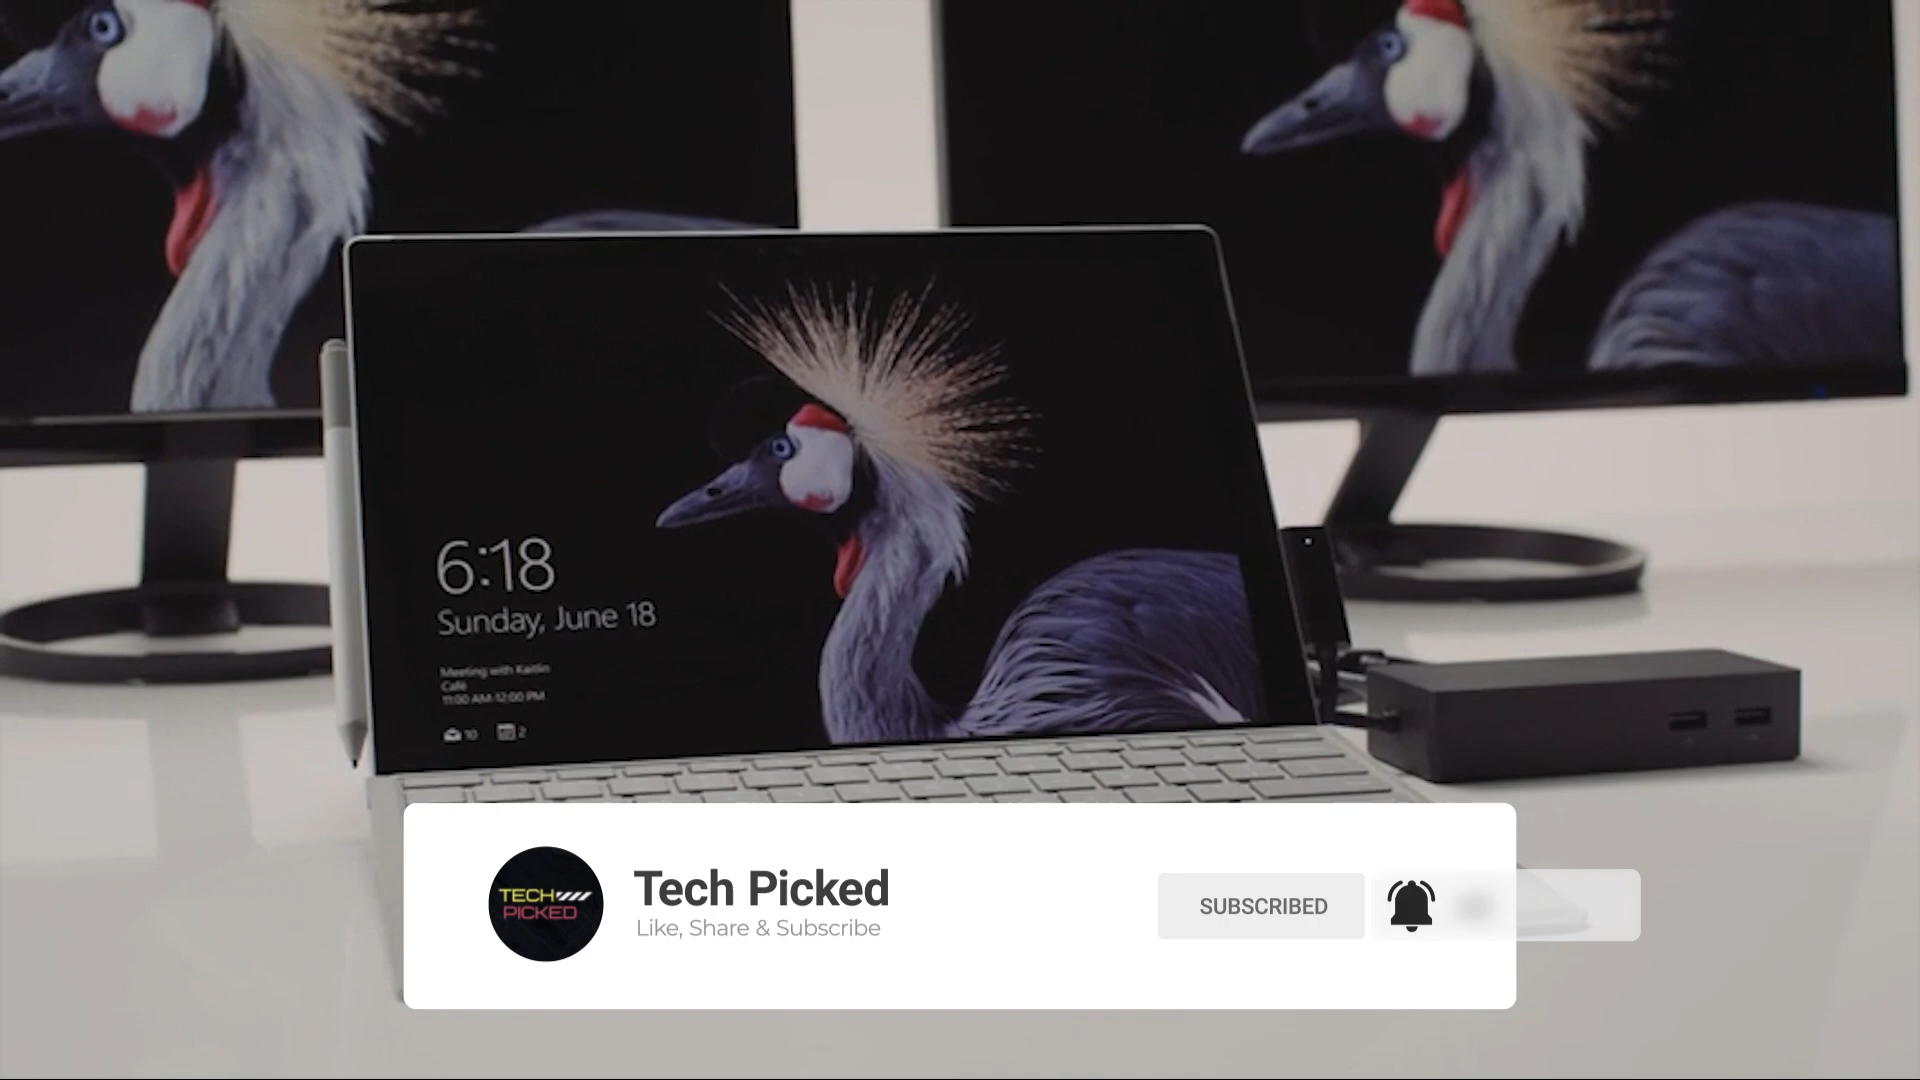 6:18
Sunday, June 18
Meeting with Kaitlin
Café
11:00 AM-12:00 PM
10 2
TECH
PICKED
Tech Picked
Like, Share & Subscribe
SUBSCRIBED